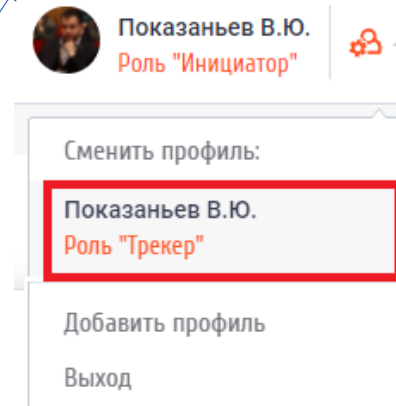 Показаньев В.Ю.
Роль "Инициатор"
Сменить профиль:
Показаньев В.Ю.
Роль "Трекер"
Добавить профиль
Выход